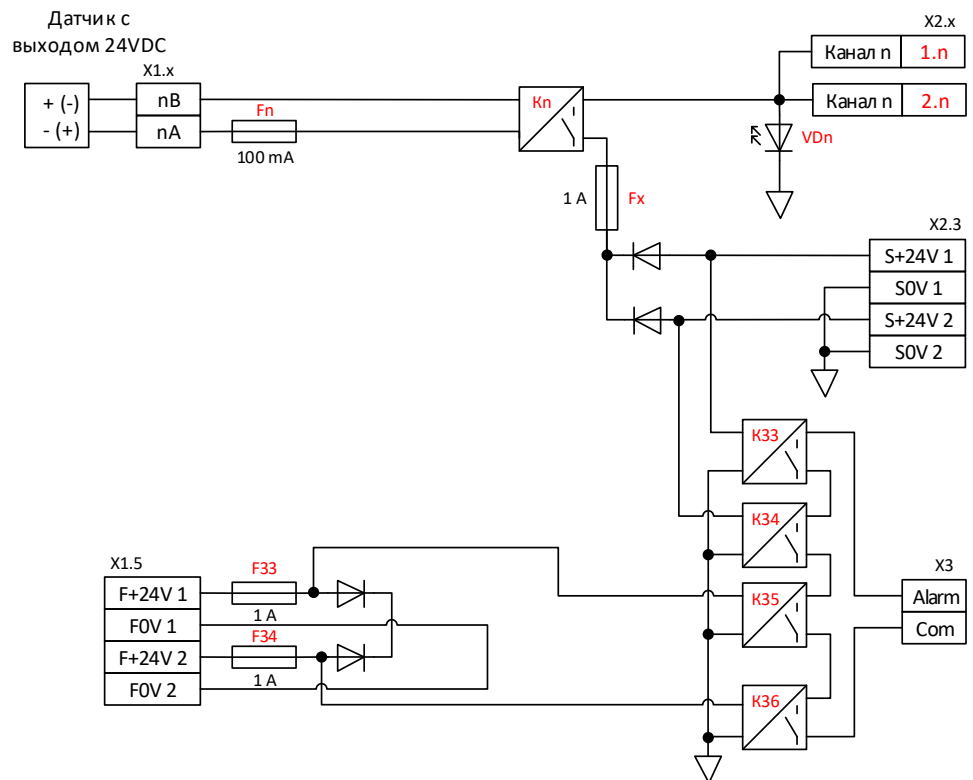 Датчик с
выходом 24VDC
X1.x
+ (-)
- (+)
nB
nA
Fn
100 mA
Kn
X2.x
Канал n
1.n
Канал n
2.n
VDn
1 A
Fx
X2.3
S+24V 1
S0V 1
S+24V 2
S0V 2
K33
K34
K35
K36
X1.5
F+24V 1
F0V 1
F+24V 2
F0V 2
F33
1 A
F34
1 A
X3
Alarm
Com